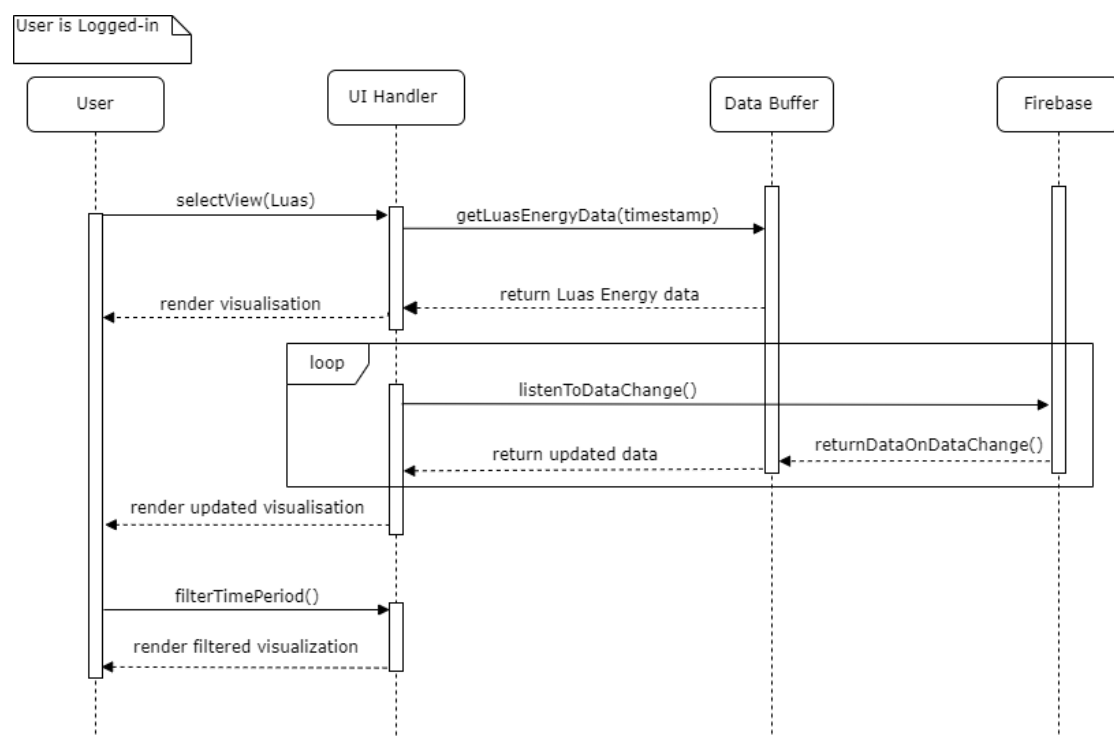 User is Logged-in
User
UI Handler
Data Buffer
Firebase
selectView(Luas)
getLuasEnergyData(timestamp)
return Luas Energy data
render visualisation
loop
listenToDataChange()
returnDataOnDataChange()
return updated data
render updated visualisation
filterTimePeriod()
render filtered visualization